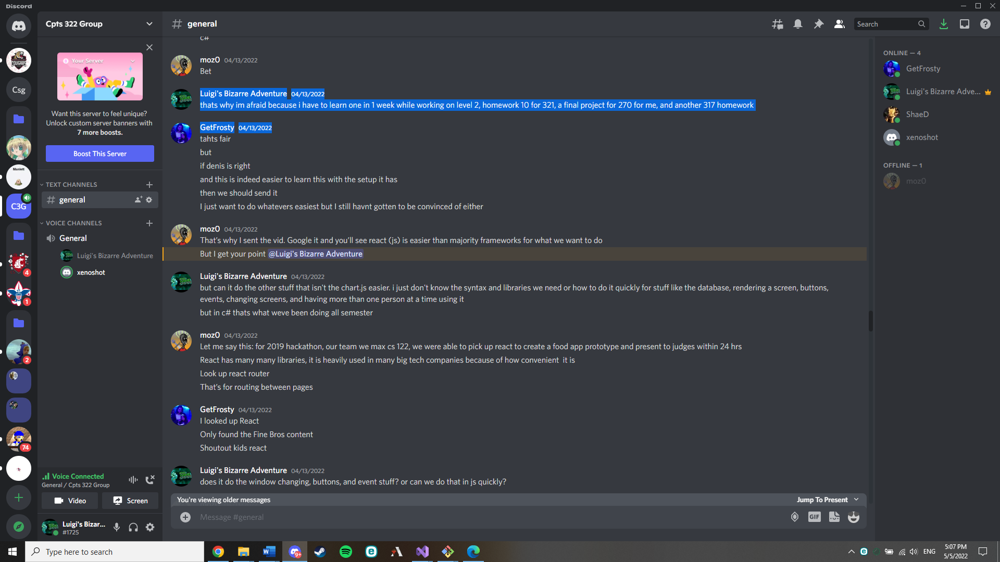 Discord
Cpts 322 Group
general
Search
COUGARS
Csg
Manlett
C3G
4
1
2
74
Your Server
Want this server to feel unique?
Unlock custom server banners with
7 more boosts.
Boost This Server
TEXT CHANNELS
general
VOICE CHANNELS
General
Luigi's Bizarre Adventure
xenoshot
Voice Connected
General / Cpts 322 Group
Video
Screen
Luigi's Bizar...
#1725
c#
moz0 04/13/2022
Bet
Luigi's Bizarre Adventure 04/13/2022
thats why im afraid because i have to learn one in 1 week while working on level 2, homework 10 for 321, a final project for 270 for me, and another 317 homework
GetFrosty 04/13/2022
tahts fair
but
if denis is right
and this is indeed easier to learn this with the setup it has
then we should send it
I just want to do whatevers easiest but I still havnt gotten to be convinced of either
moz0 04/13/2022
That's why I sent the vid. Google it and you'll see react (js) is easier than majority frameworks for what we want to do
But I get your point @Luigi's Bizarre Adventure
Luigi's Bizarre Adventure 04/13/2022
but can it do the other stuff that isn't the chart.js easier. i just don't know the syntax and libraries we need or how to do it quickly for stuff like the database, rendering a screen, buttons,
events, changing screens, and having more than one person at a time using it
but in c# thats what weve been doing all semester
moz0 04/13/2022
Let me say this: for 2019 hackathon, our team we max cs 122, we were able to pick up react to create a food app prototype and present to judges within 24 hrs
React has many many libraries, it is heavily used in many big tech companies because of how convenient  it is
Look up react router
That's for routing between pages
GetFrosty 04/13/2022
I looked up React
Only found the Fine Bros content
Shoutout kids react
Luigi's Bizarre Adventure 04/13/2022
does it do the window changing, buttons, and event stuff? or can we do that in js quickly?
You're viewing older messages
Jump To Present
Message #general
GIF
ONLINE — 4
GetFrosty
Luigi's Bizarre Adve...
ShaeD
xenoshot
OFFLINE — 1
moz0
Type here to search
9+
ENG
5:07 PM
5/5/2022